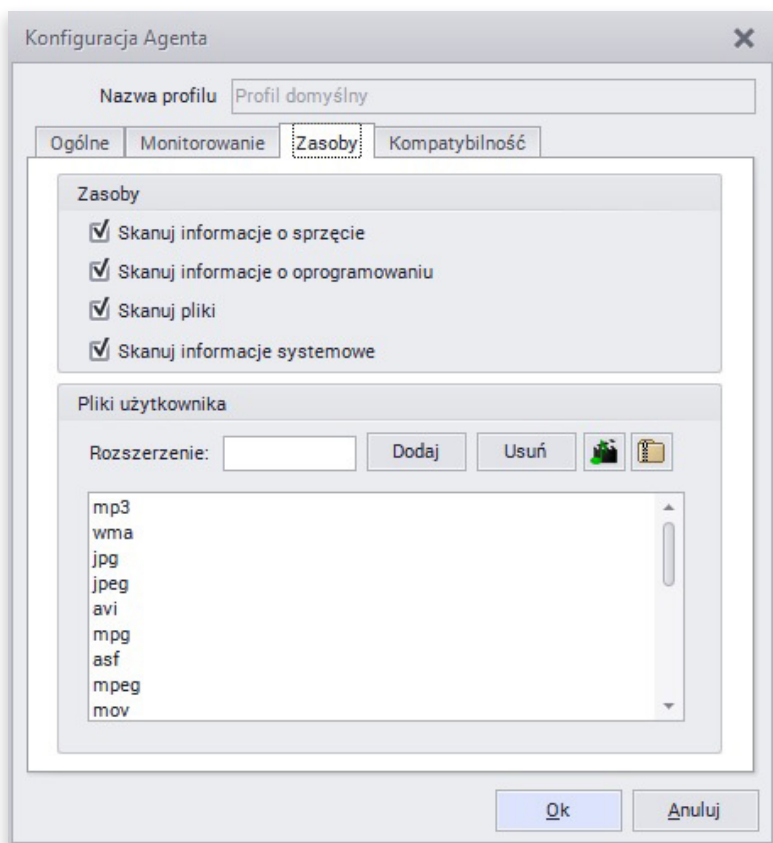 Konfiguracja Agenta
Nazwa profilu Profil domyślny
Ogólne Monitorowanie Zasoby Kompatybilność
Zasoby
Skanuj informacje o sprzęcie
Skanuj informacje o oprogramowaniu
Skanuj pliki
Skanuj informacje systemowe
Pliki użytkownika
Rozszerzenie: Dodaj Usuń
mp3
wma
jpg
jpeg
avi
mpg
asf
mpeg
mov
Ok Anuluj